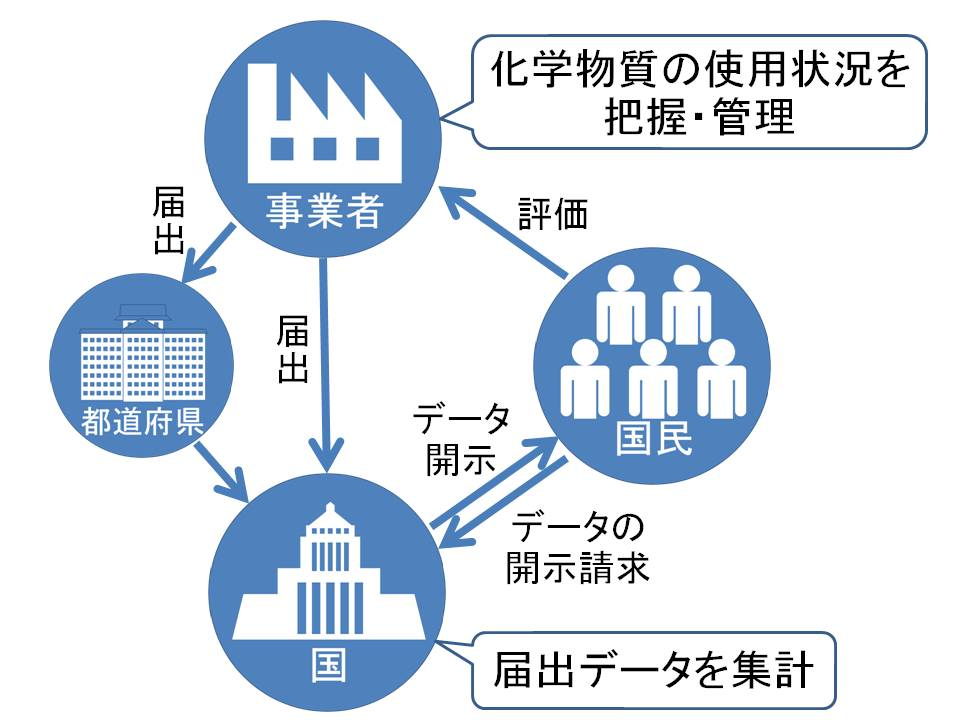 化学物質の使用状況を
把握・管理
事業者
届
出
評価
届
出
都道府県
データ
開示
国民
データの
開示請求
国
届出データを集計